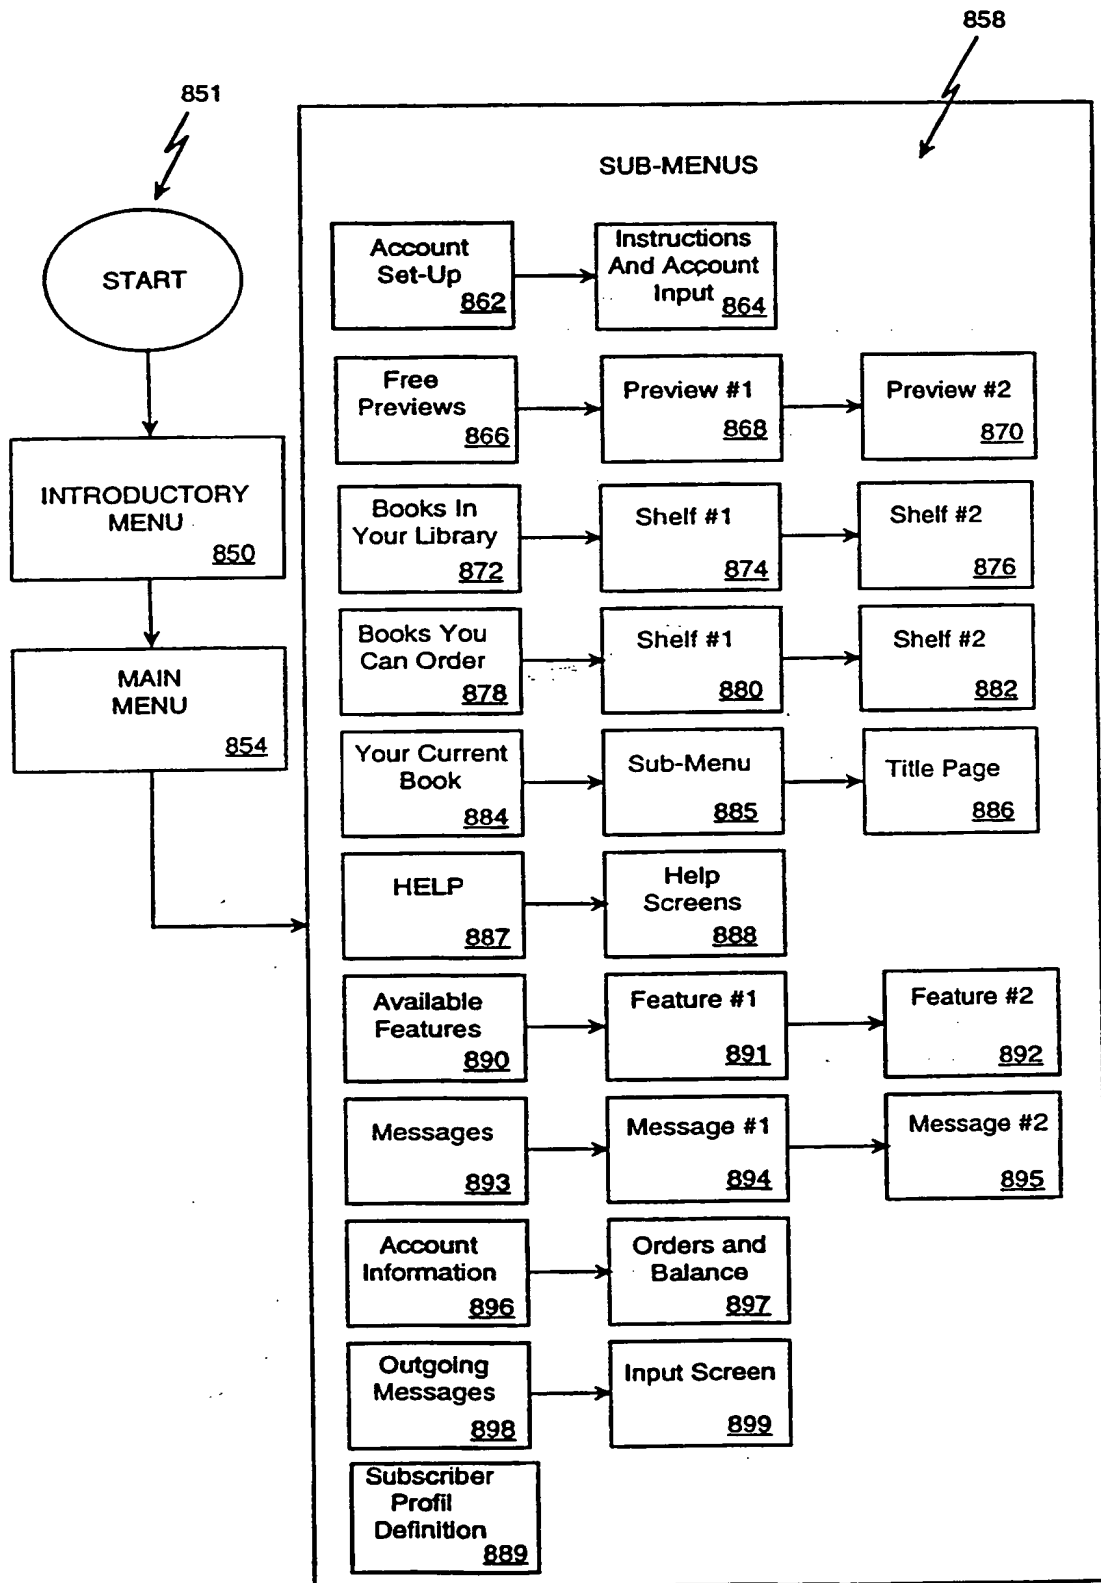 858
851
SUB-MENUS
START
INTRODUCTORY
MENU
850
MAIN
MENU
854
Account
Set-Up
862
Instructions
And Account
Input
864
Free
Previews
866
Preview #1
868
Preview #2
870
Books In
Your Library
872
Shelf #1
874
Shelf #2
876
Books You
Can Order
878
Shelf #1
880
Shelf #2
882
Your Current
Book
884
Sub-Menu
885
Title Page
886
HELP
887
Help
Screens
888
Available
Features
890
Feature #1
891
Feature #2
892
Messages
893
Message #1
894
Message #2
895
Account
Information
896
Orders and
Balance
897
Outgoing
Messages
898
Input Screen
899
Subscriber
Profil
Definition
889